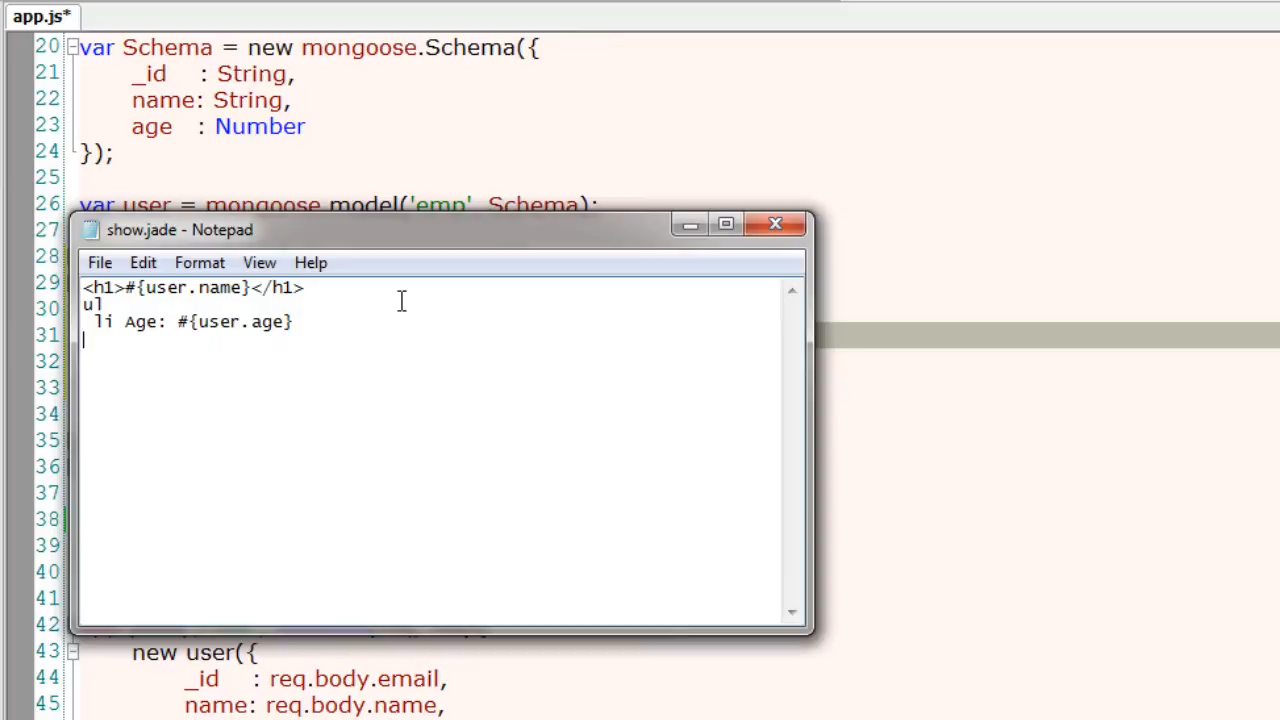 app.js*
20 var Schema = new mongoose.Schema({
21 _id : String,
22 name: String,
23 age : Number
24 });
25
26 var user = mongoose.model('emp', Schema);
27
28
29
30
31
32
33
34
35
36
37
38
39
40
41
42
43 new user({
44 _id : req.body.email,
45 name: req.body.name,
show.jade - Notepad
File Edit Format View Help
<h1>#{user.name}</h1>
ul
li Age: #{user.age}